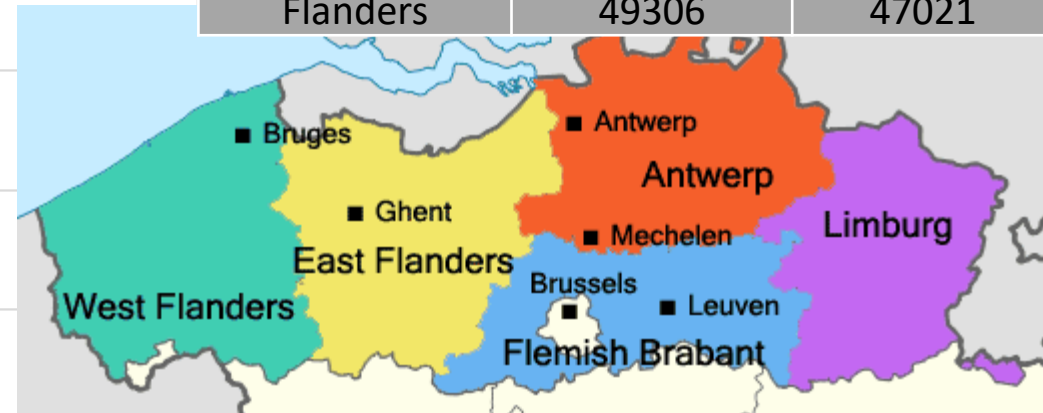 Flanders 49306 47021
Bruges
Antwerp
Antwerp
Ghent
Limburg
Mechelen
East Flanders
Brussels
West Flanders
Leuven
Flemish Brabant